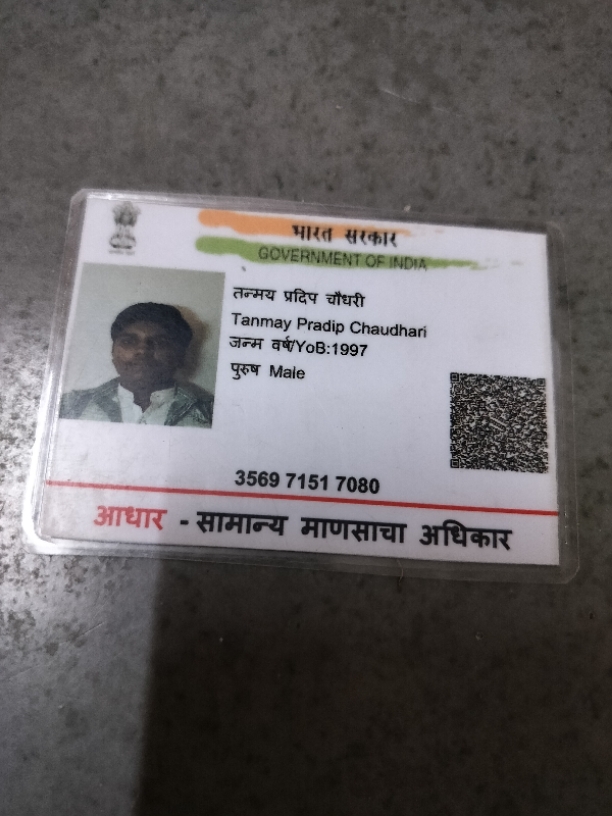 भारत सरकार
GOVERNMENT OF INDIA
तन्मय प्रदिप चौधरी
Tanmay Pradip Chaudhari
जन्म वर्ष/YoB:1997
पुरुष Male
3569 7151 7080
आधार - सामान्य माणसाचा अधिकार